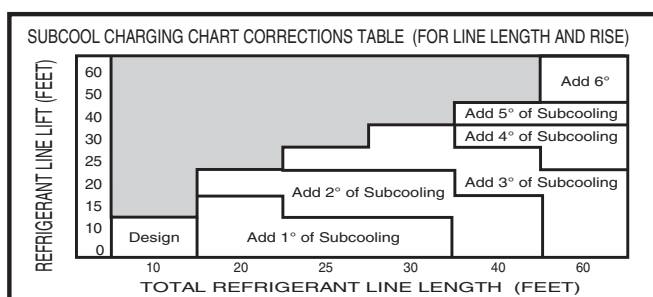 SUBCOOL CHARGING CHART CORRECTIONS TABLE (FOR LINE LENGTH AND RISE)
REFRIGERANT LINE LIFT (FEET)
60
50
40
30
25
20
15
10
0
Add 6°
Add 5° of Subcooling
Add 4° of Subcooling
Add 3° of Subcooling
Add 2° of Subcooling
Design
Add 1° of Subcooling
10 20 25 30 40 60
TOTAL REFRIGERANT LINE LENGTH (FEET)